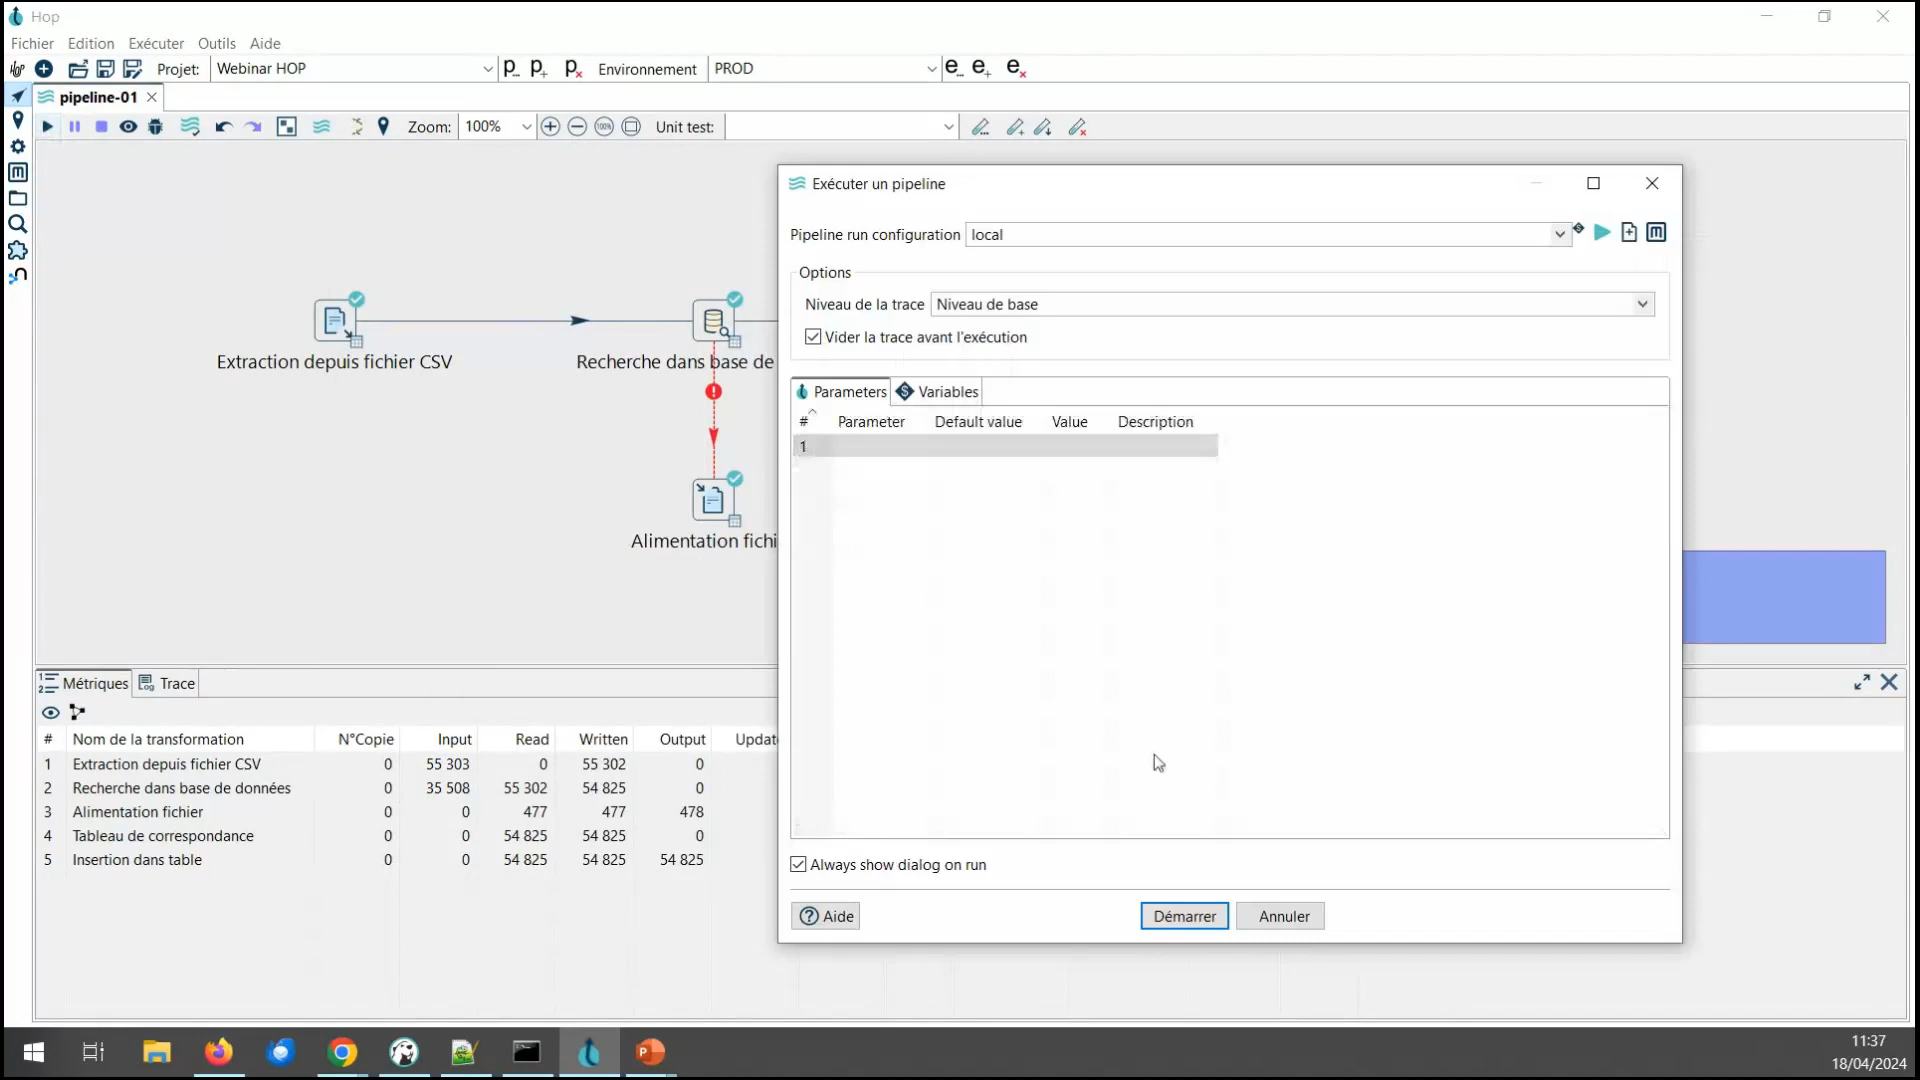 Hop
Fichier Edition Exécuter Outils Aide
Projet: Webinar HOP Environnement PROD
pipeline-01
Zoom: 100% Unit test:
Exécuter un pipeline
Pipeline run configuration local
Options
Niveau de la trace Niveau de base
Vider la trace avant l'exécution
Extraction depuis fichier CSV
Recherche dans base de
Alimentation fichi
Parameters Variables
# Parameter Default value Value Description
1
Always show dialog on run
Aide Démarrer Annuler
Métriques Trace
# Nom de la transformation N°Copie Input Read Written Output Updat
1 Extraction depuis fichier CSV 0 55 303 0 55 302 0
2 Recherche dans base de données 0 35 508 55 302 54 825 0
3 Alimentation fichier 0 0 477 477 478
4 Tableau de correspondance 0 0 54 825 54 825 0
5 Insertion dans table 0 0 54 825 54 825 54 825
11:37
18/04/2024